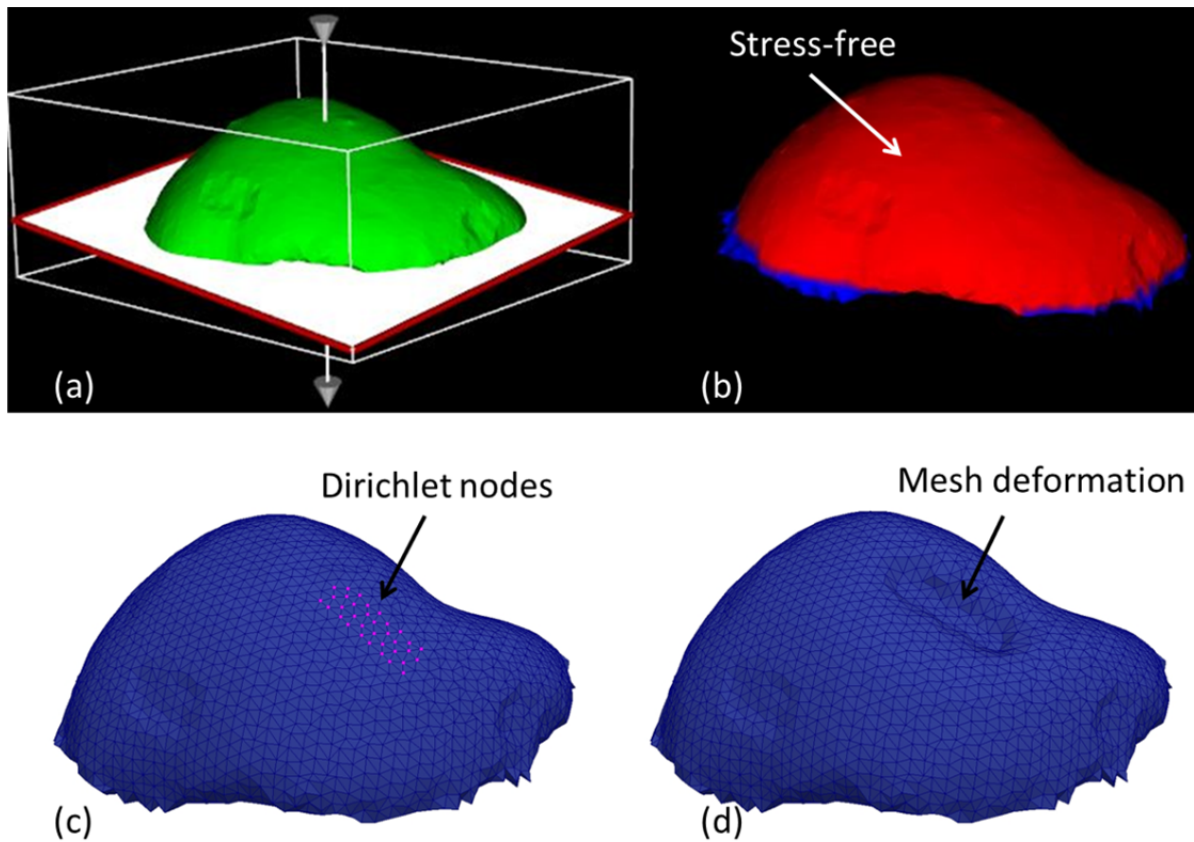 Stress-free
(a)
(b)
Dirichlet nodes
Mesh deformation
(c)
(d)